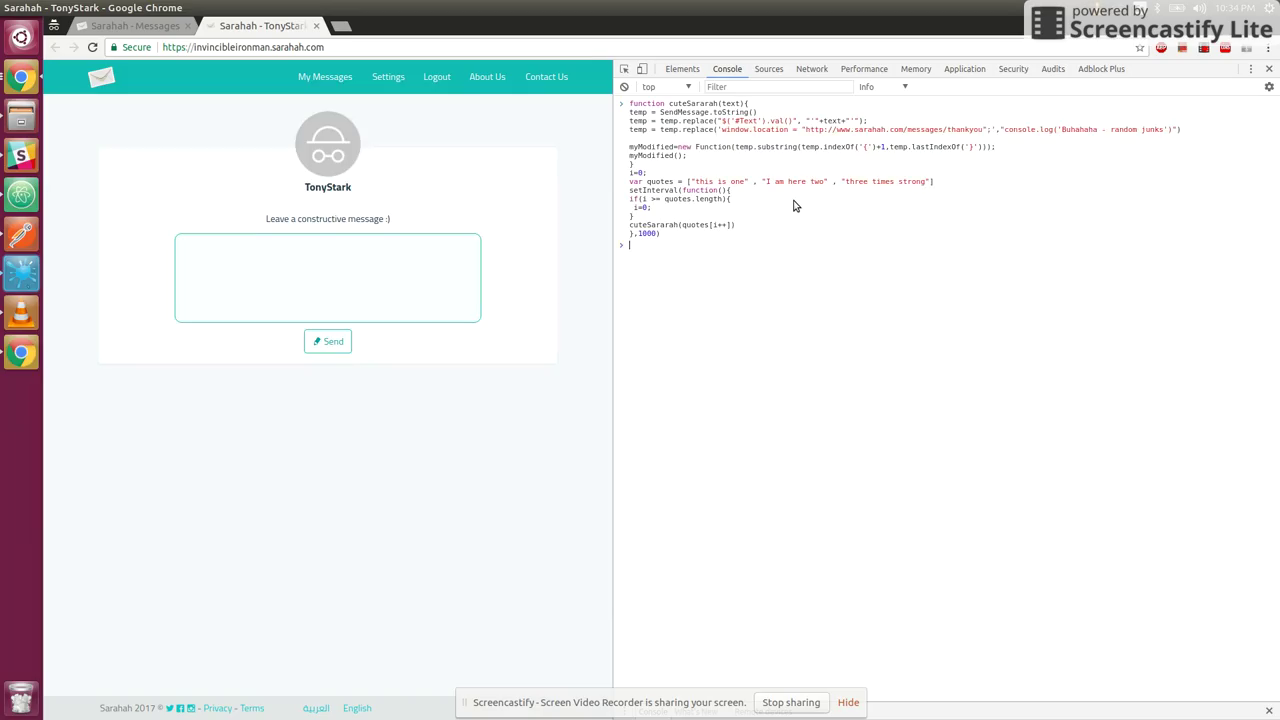 Sarahah - TonyStark - Google Chrome
10:34 PM
powered by
Screencastify Lite
Sarahah - Messages
Sarahah - TonyStark
Secure
https://invincibleironman.sarahah.com
My Messages
Settings
Logout
About Us
Contact Us
TonyStark
Leave a constructive message :)
Send
Elements
Console
Sources
Network
Performance
Memory
Application
Security
Audits
Adblock Plus
top
Filter
Info
function cuteSararah(text){
temp = SendMessage.toString()
temp = temp.replace("$('#Text').val()", "'"+text+"'");
temp = temp.replace('window.location = "http://www.sarahah.com/messages/thankyou";',"console.log('Buhahaha - random junks')")
myModified=new Function(temp.substring(temp.indexOf('{')+1,temp.lastIndexOf('}')));
myModified();
}
i=0;
var quotes = ["this is one" , "I am here two" , "three times strong"]
setInterval(function(){
if(i >= quotes.length){
i=0;
}
cuteSararah(quotes[i++])
},1000)
Sarahah 2017 © - Privacy - Terms
العربية
English
Screencastify - Screen Video Recorder is sharing your screen.
Stop sharing
Hide